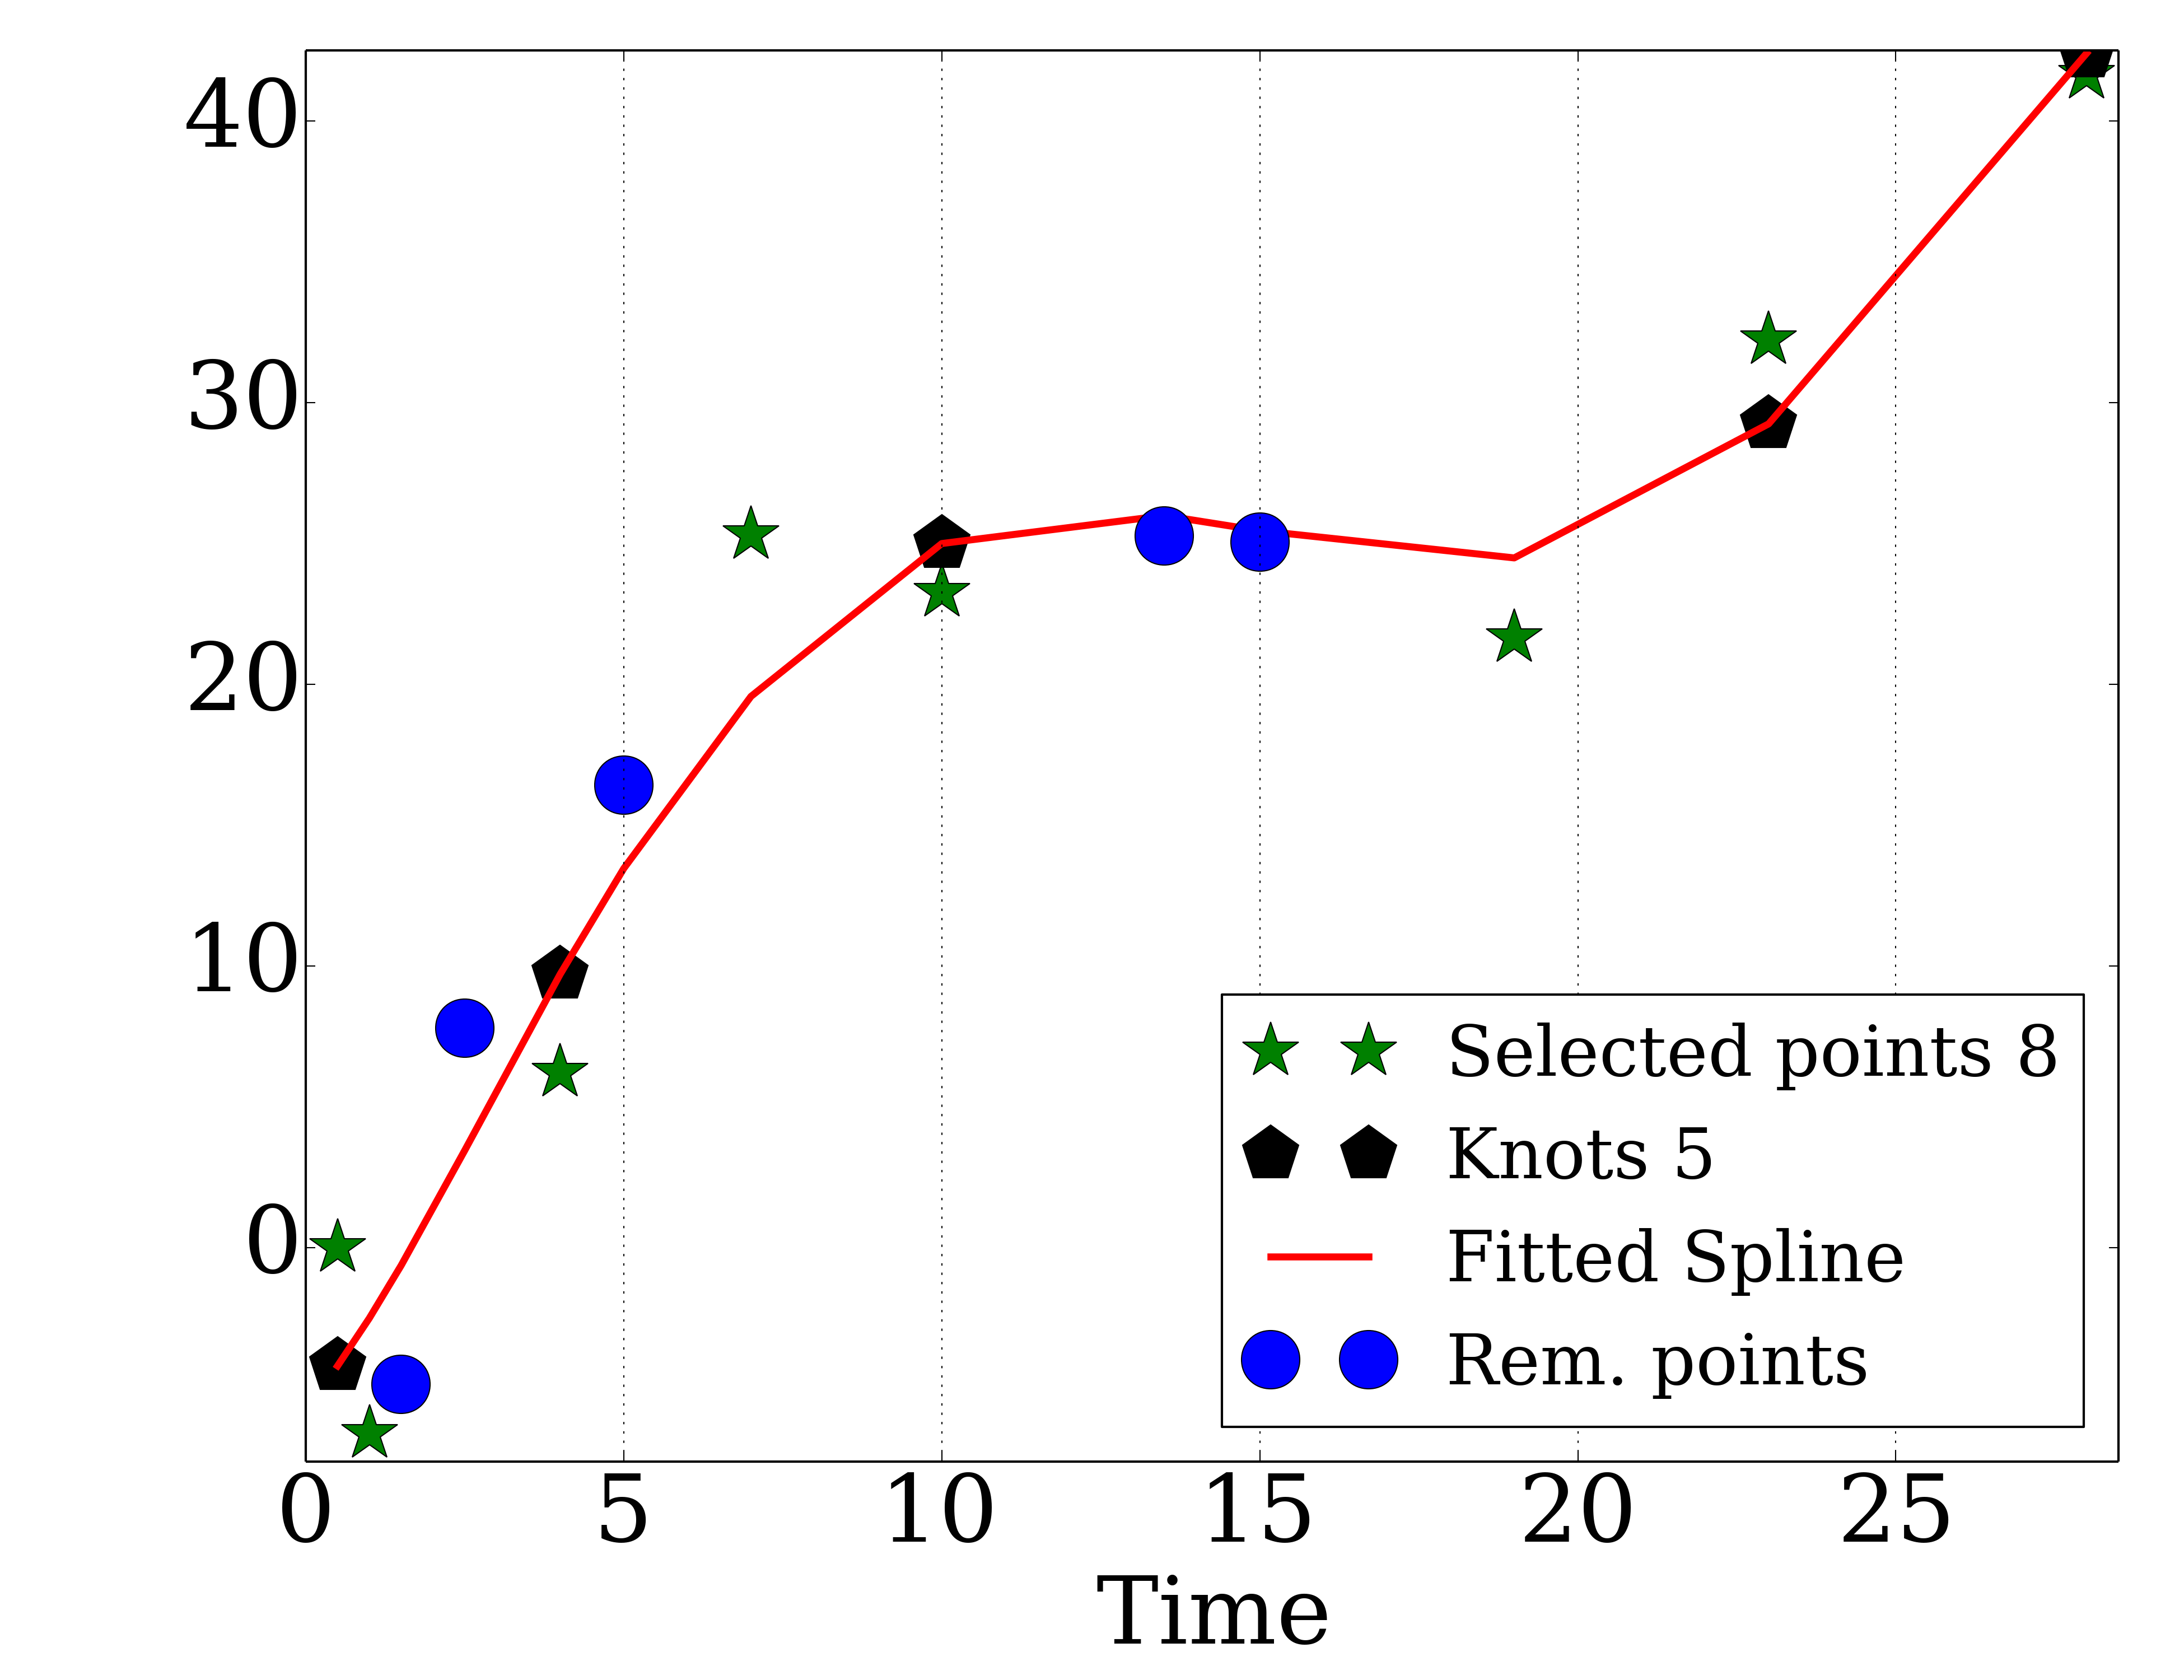 40
30
20
10
0
Selected points 8
Knots 5
Fitted Spline
Rem. points
0 5 10 15 20 25
Time